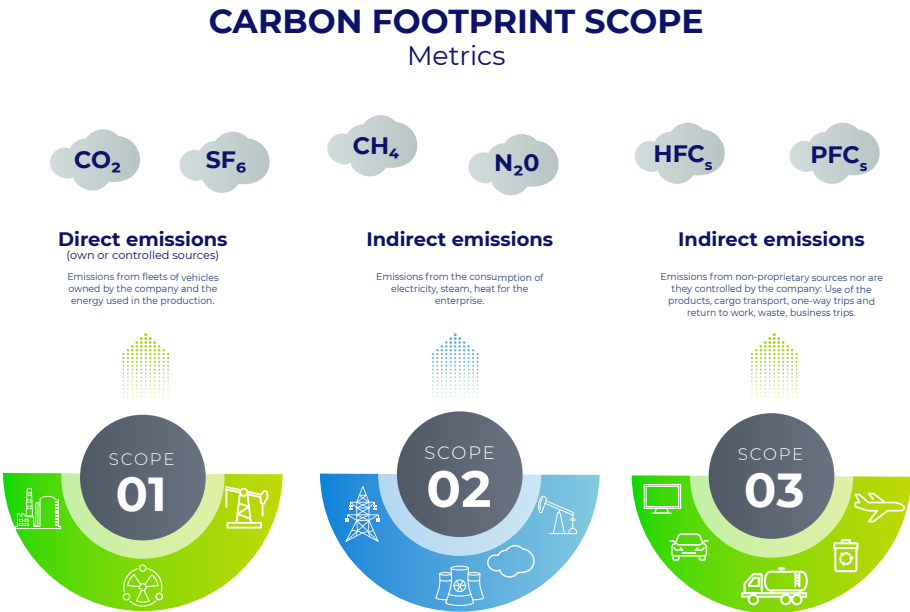 CARBON FOOTPRINT SCOPE
Metrics
CO₂
SF₆
CH₄
N₂0
HFCₛ
PFCₛ
Direct emissions
(own or controlled sources)
Emissions from fleets of vehicles
owned by the company and the
energy used in the production.
Indirect emissions
Emissions from the consumption of
electricity, steam, heat for the
enterprise.
Indirect emissions
Emissions from non-proprietary sources nor are
they controlled by the company: Use of the
products, cargo transport, one-way trips and
return to work, waste, business trips.
SCOPE
01
SCOPE
02
SCOPE
03